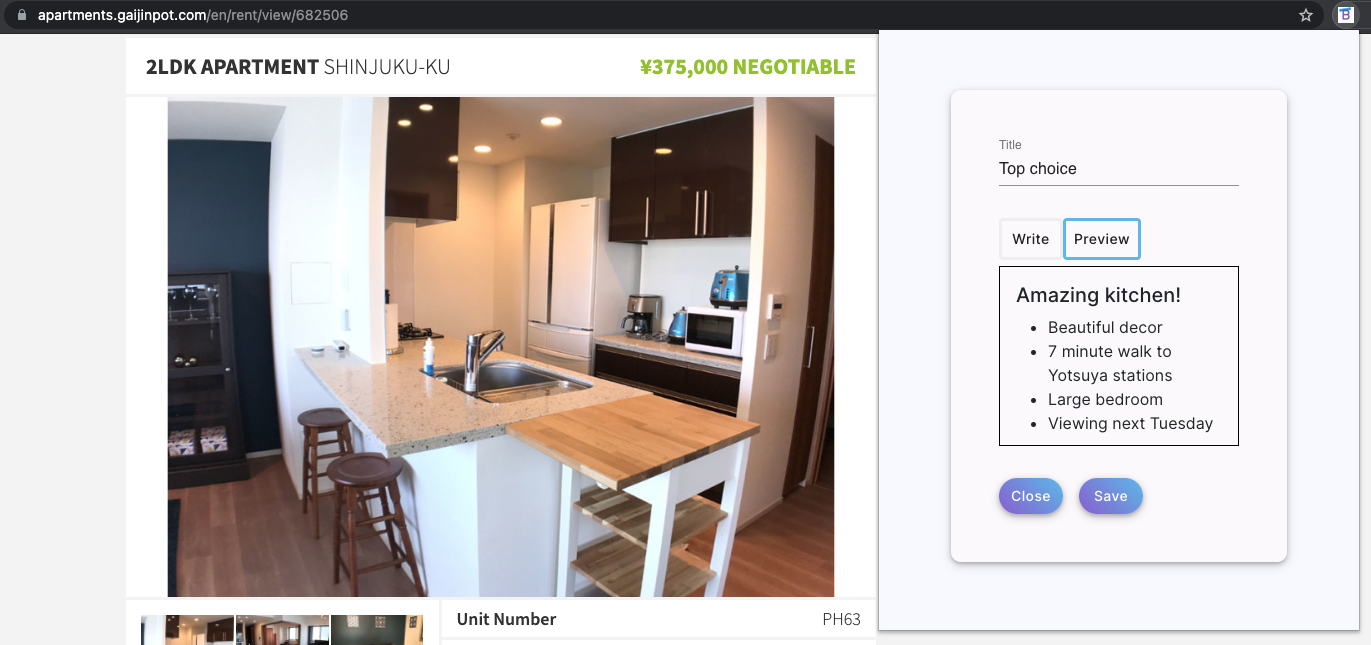 apartments.gaijinpot.com/en/rent/view/682506
B
2LDK APARTMENT SHINJUKU-KU
¥375,000 NEGOTIABLE
Title
Top choice
Write
Preview
Amazing kitchen!
• Beautiful decor
• 7 minute walk to
Yotsuya stations
• Large bedroom
• Viewing next Tuesday
Close
Save
Unit Number
PH63